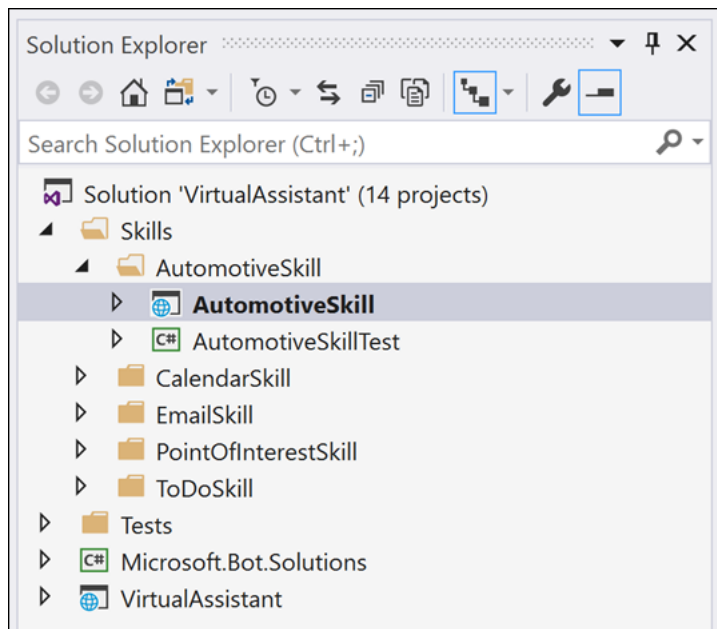 Solution Explorer
Search Solution Explorer (Ctrl+;)
Solution 'VirtualAssistant' (14 projects)
Skills
AutomotiveSkill
AutomotiveSkill
C# AutomotiveSkillTest
CalendarSkill
EmailSkill
PointOfInterestSkill
ToDoSkill
Tests
C# Microsoft.Bot.Solutions
VirtualAssistant